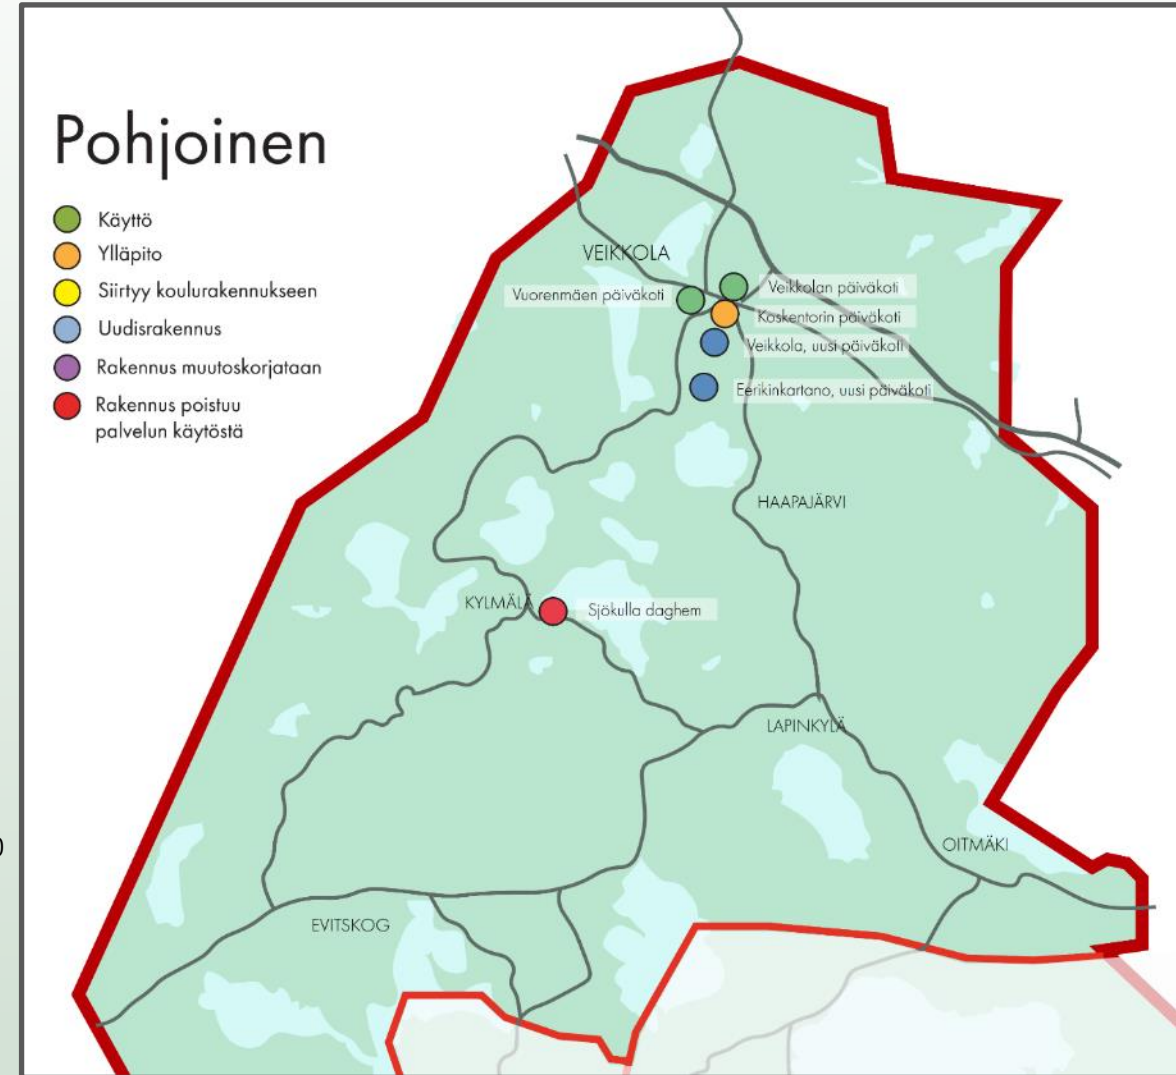 Pohjoinen
Käyttö
Ylläpito
Siirtyy koulurakennukseen
Uudisrakennus
Rakennus muutoskorjataan
Rakennus poistuu
palvelun käytöstä
VEIKKOLA
Vuorenmäen päiväkoti
Veikkolan päiväkoti
Koskentorin päiväkoti
Veikkola, uusi päiväkoti
Eerikinkartano, uusi päiväkoti
HAAPAJÄRVI
KYLMÄLÄ
Sjökulla daghem
LAPINKYLÄ
OITMÄKI
EVITSKOG